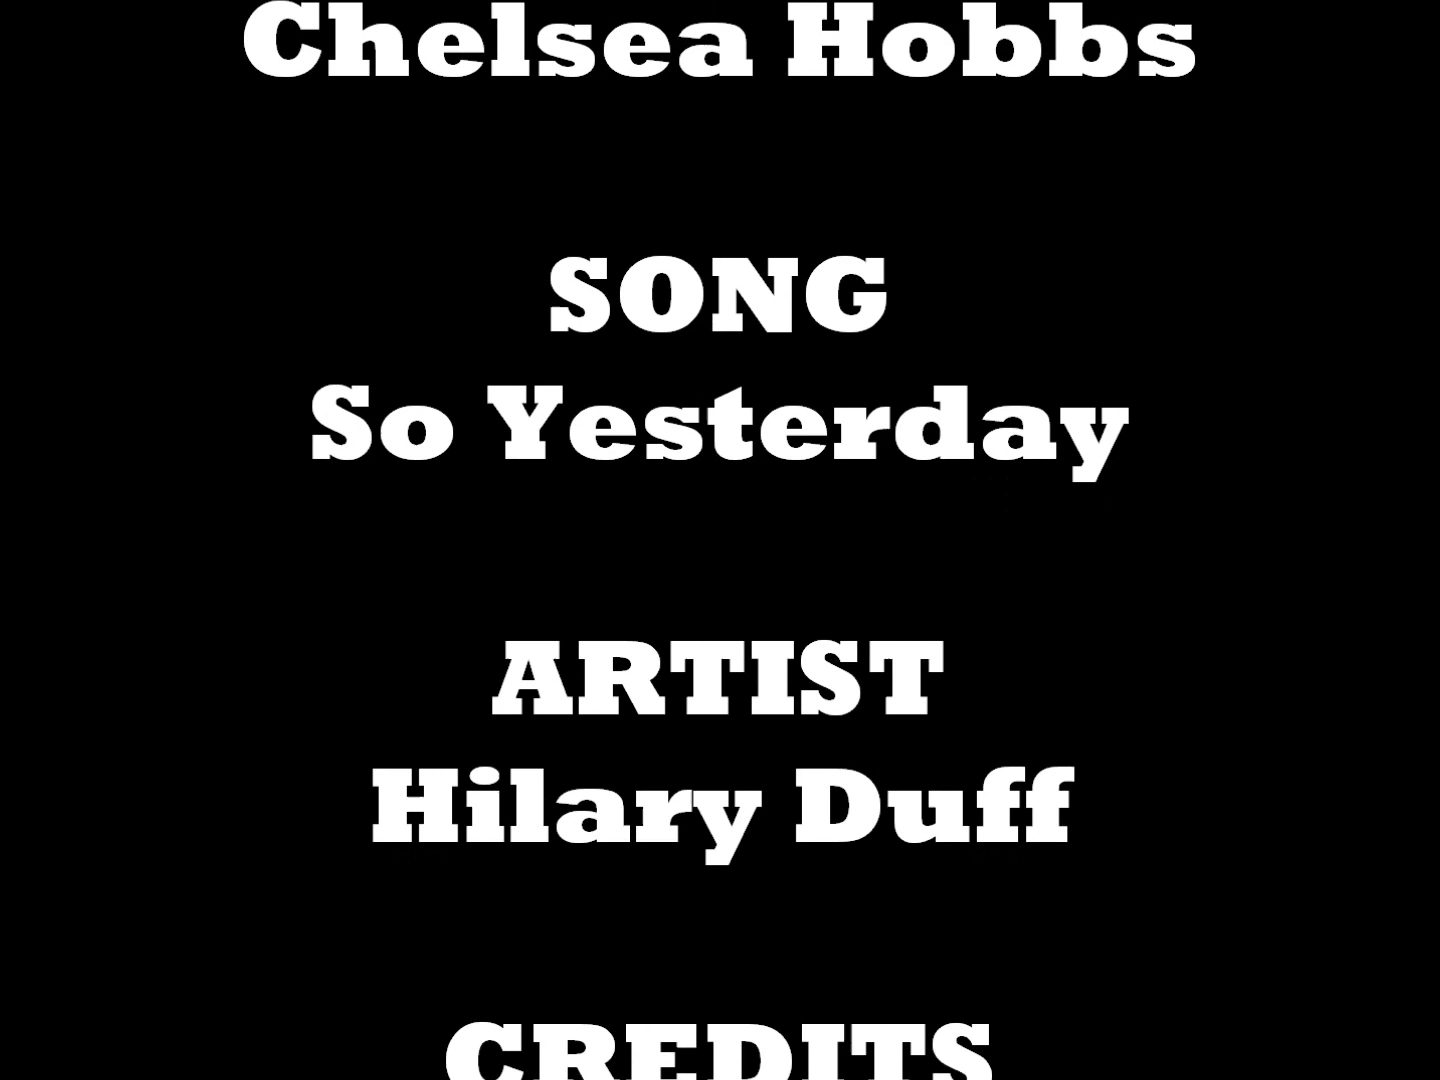 Chelsea Hobbs
SONG
So Yesterday
ARTIST
Hilary Duff
CREDITS